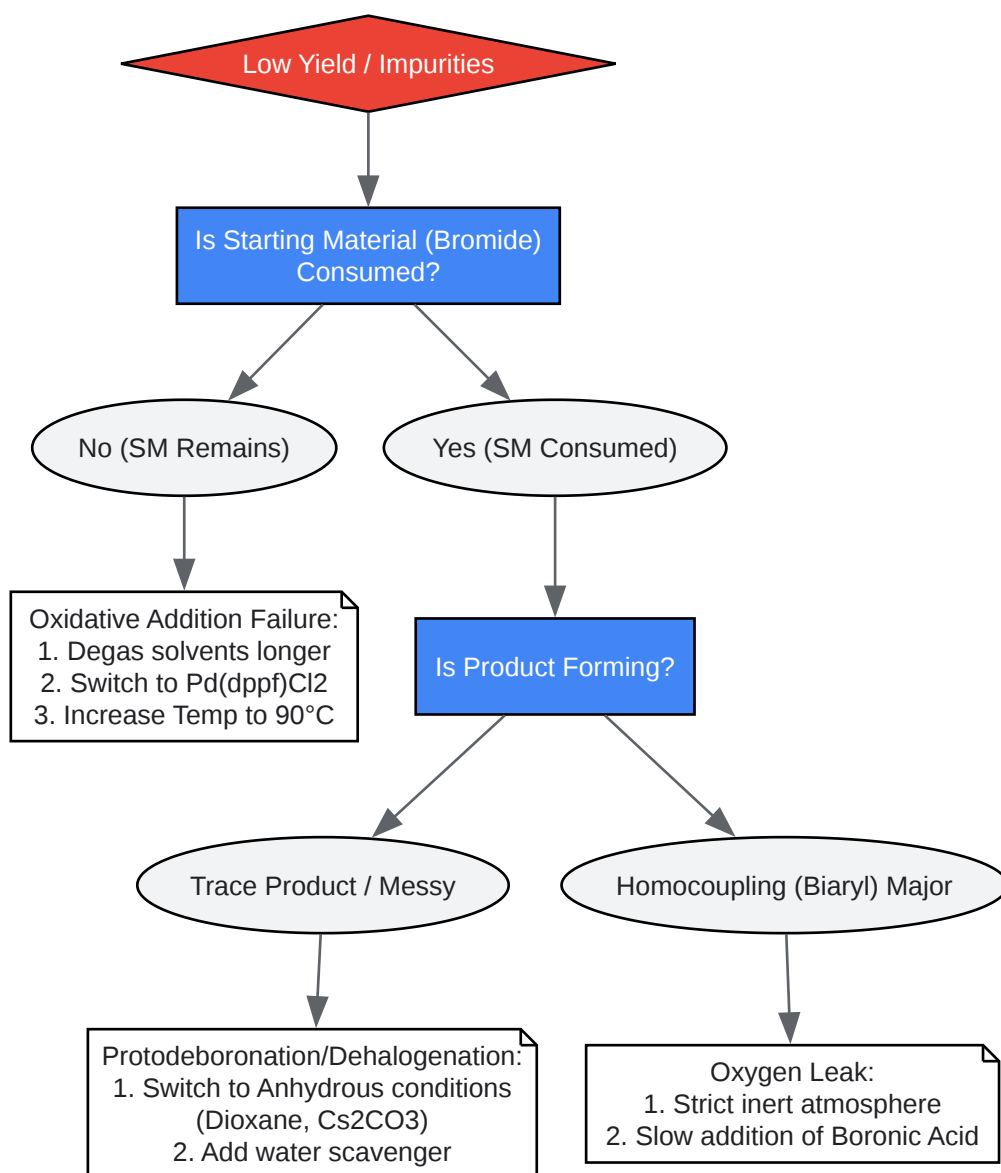 Low Yield / Impurities
Is Starting Material (Bromide)
Consumed?
No (SM Remains)
Yes (SM Consumed)
Oxidative Addition Failure:
1. Degas solvents longer
2. Switch to Pd(dppf)Cl2
3. Increase Temp to 90°C
Is Product Forming?
Trace Product / Messy
Homocoupling (Biaryl) Major
Protodeboronation/Dehalogenation:
1. Switch to Anhydrous conditions
(Dioxane, Cs2CO3)
2. Add water scavenger
Oxygen Leak:
1. Strict inert atmosphere
2. Slow addition of Boronic Acid